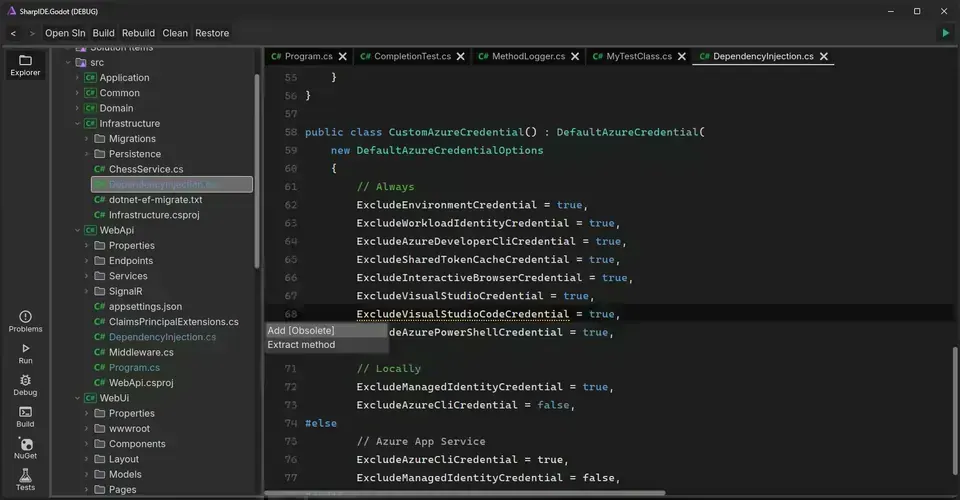 SharpIDE.Godot (DEBUG)
< > Open Sln Build Rebuild Clean Restore
Explorer
Problems
Run
Debug
Build
NuGet
Tests
Solution Items
src
C# Application
C# Common
C# Domain
C# Infrastructure
Migrations
Persistence
C# ChessService.cs
C# DependencyInjection.cs
dotnet-ef-migrate.txt
Infrastructure.csproj
C# WebApi
Properties
Endpoints
Services
SignalR
appsettings.json
C# ClaimsPrincipalExtensions.cs
C# DependencyInjection.cs
C# Middleware.cs
C# Program.cs
WebApi.csproj
C# WebUi
Properties
wwwroot
Components
Layout
Models
Pages
C# Program.cs C# CompletionTest.cs C# MethodLogger.cs C# MyTestClass.cs C# DependencyInjection.cs
55 }
56 }
57
58 public class CustomAzureCredential() : DefaultAzureCredential(
59 new DefaultAzureCredentialOptions
60 {
61 // Always
62 ExcludeEnvironmentCredential = true,
63 ExcludeWorkloadIdentityCredential = true,
64 ExcludeAzureDeveloperCliCredential = true,
65 ExcludeSharedTokenCacheCredential = true,
66 ExcludeInteractiveBrowserCredential = true,
67 ExcludeVisualStudioCredential = true,
68 ExcludeVisualStudioCodeCredential = true,
deAzurePowerShellCredential = true,
Add [Obsolete]
Extract method
71 // Locally
72 ExcludeManagedIdentityCredential = true,
73 ExcludeAzureCliCredential = false,
74 #else
75 // Azure App Service
76 ExcludeAzureCliCredential = true,
77 ExcludeManagedIdentityCredential = false,